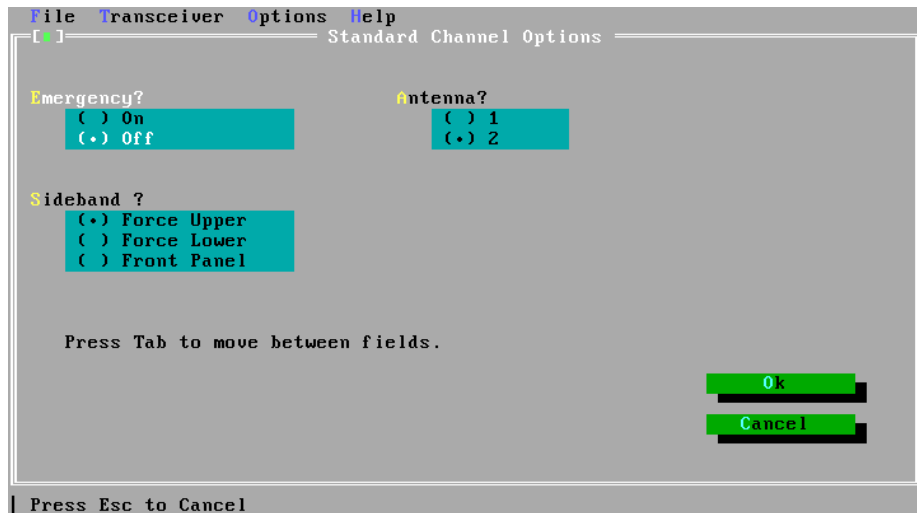 File Transceiver Options Help
[■] Standard Channel Options
Emergency? Antenna?
( ) On ( ) 1
(•) Off (•) 2
Sideband ?
(•) Force Upper
( ) Force Lower
( ) Front Panel
Press Tab to move between fields.
Ok
Cancel
Press Esc to Cancel